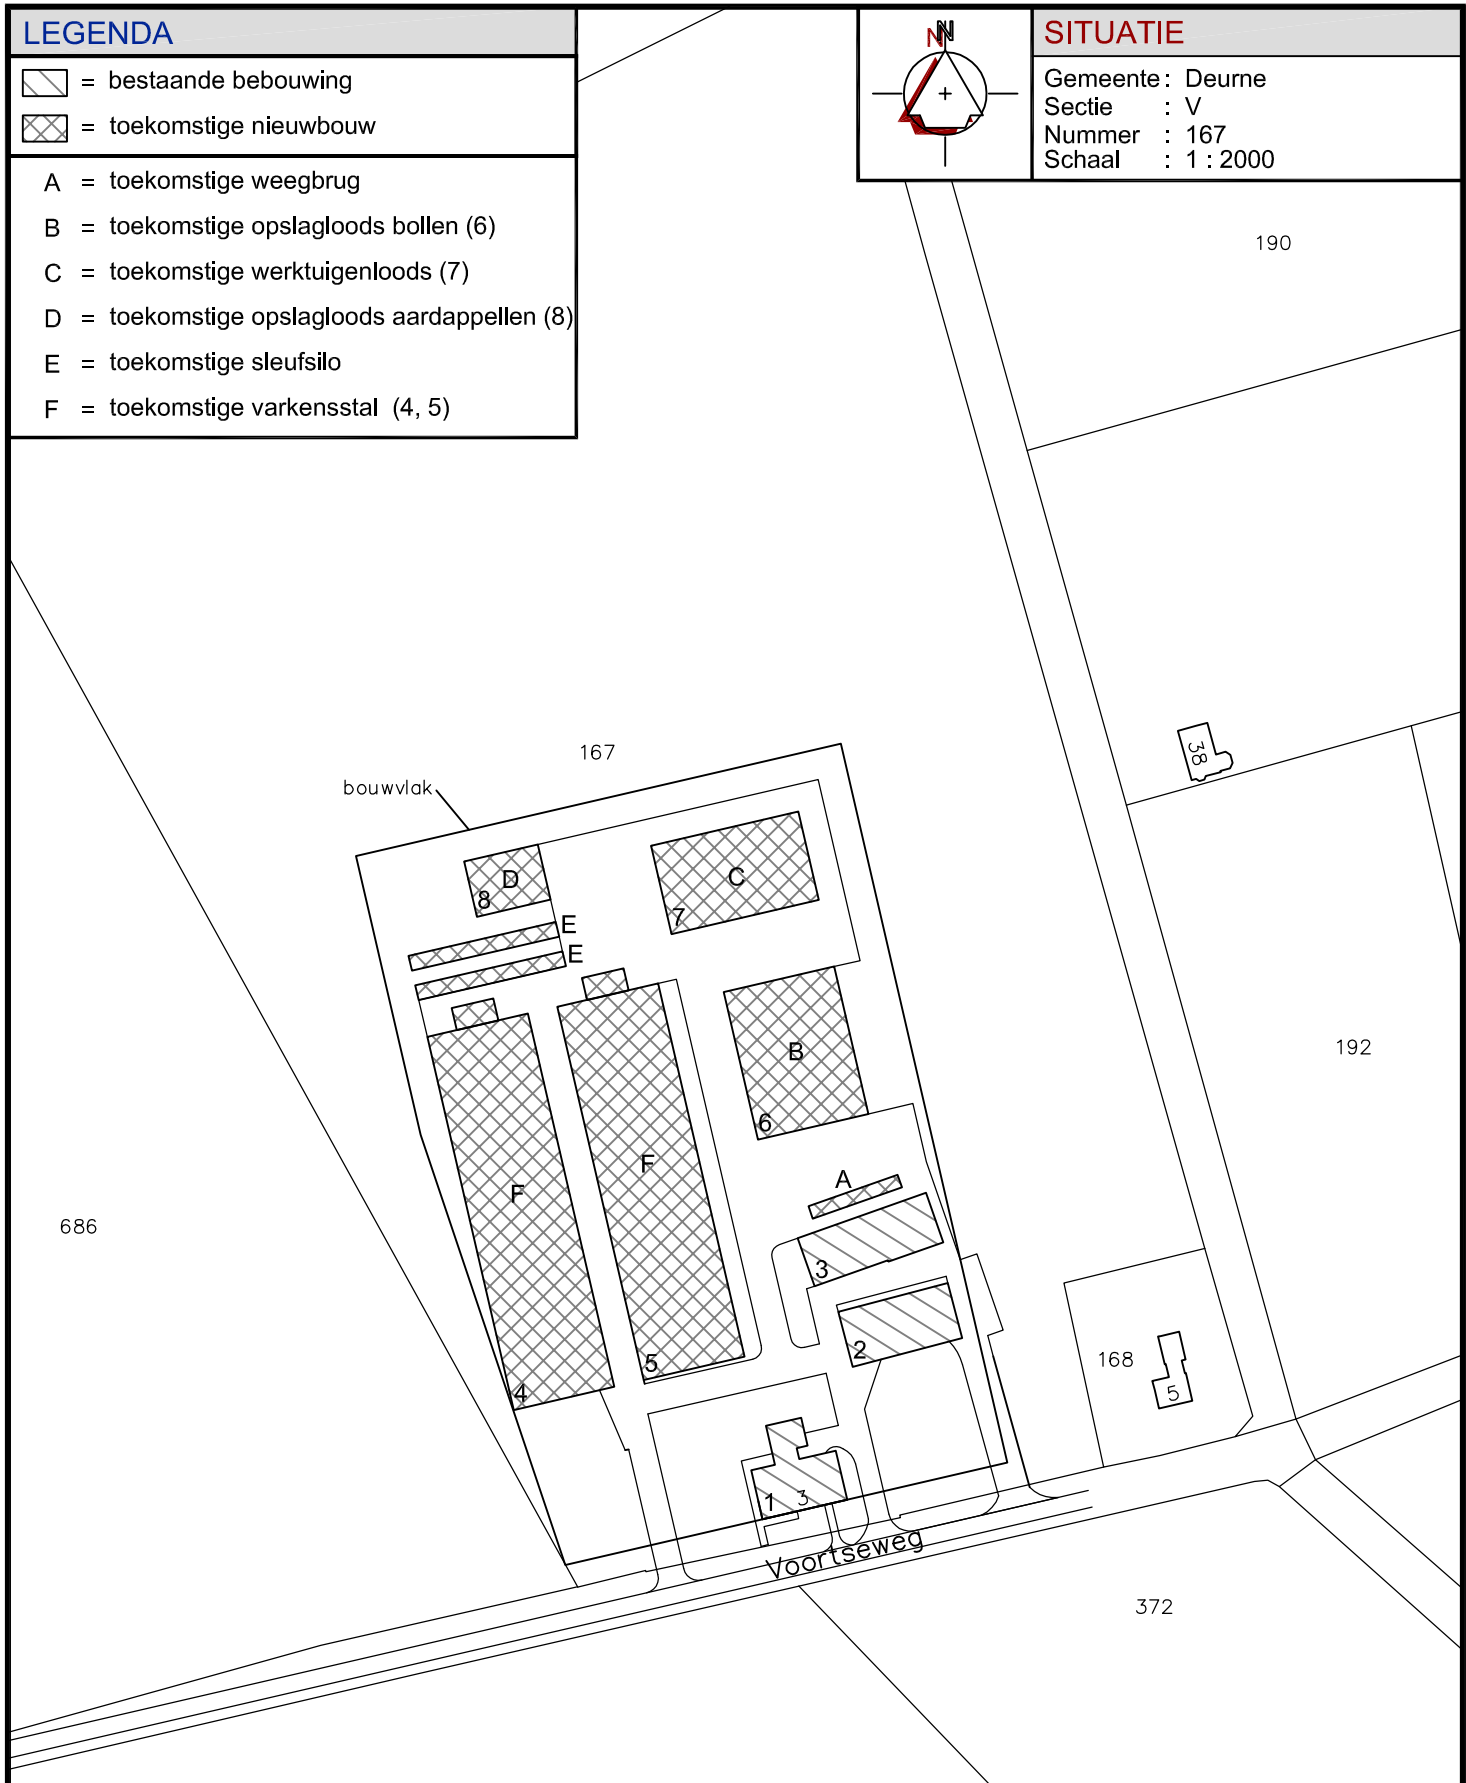 LEGENDA
= bestaande bebouwing
= toekomstige nieuwbouw
A = toekomstige weegbrug
B = toekomstige opslagloods bollen (6)
C = toekomstige werktuigenloods (7)
D = toekomstige opslagloods aardappellen (8)
E = toekomstige sleufsilo
F = toekomstige varkensstal (4, 5)
N N
SITUATIE
Gemeente : Deurne
Sectie : V
Nummer : 167
Schaal : 1 : 2000
190
38
167
bouwvlak
D
8
C
7
E
E
B
6
192
F
F
A
3
686
2
5
4
168
5
1 3
Voortseweg
372